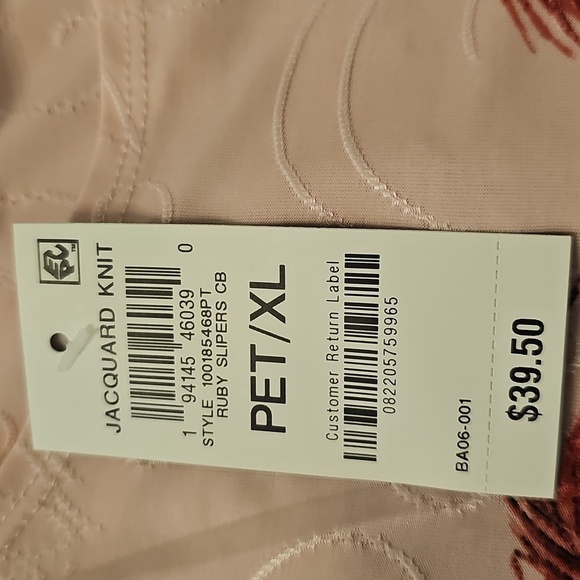 JACQUARD KNIT
1 94145 46039 0
STYLE 100185468PT
RUBY SLIPERS CB
PET/XL
Customer Return Label
082205759965
BA06-001
$39.50